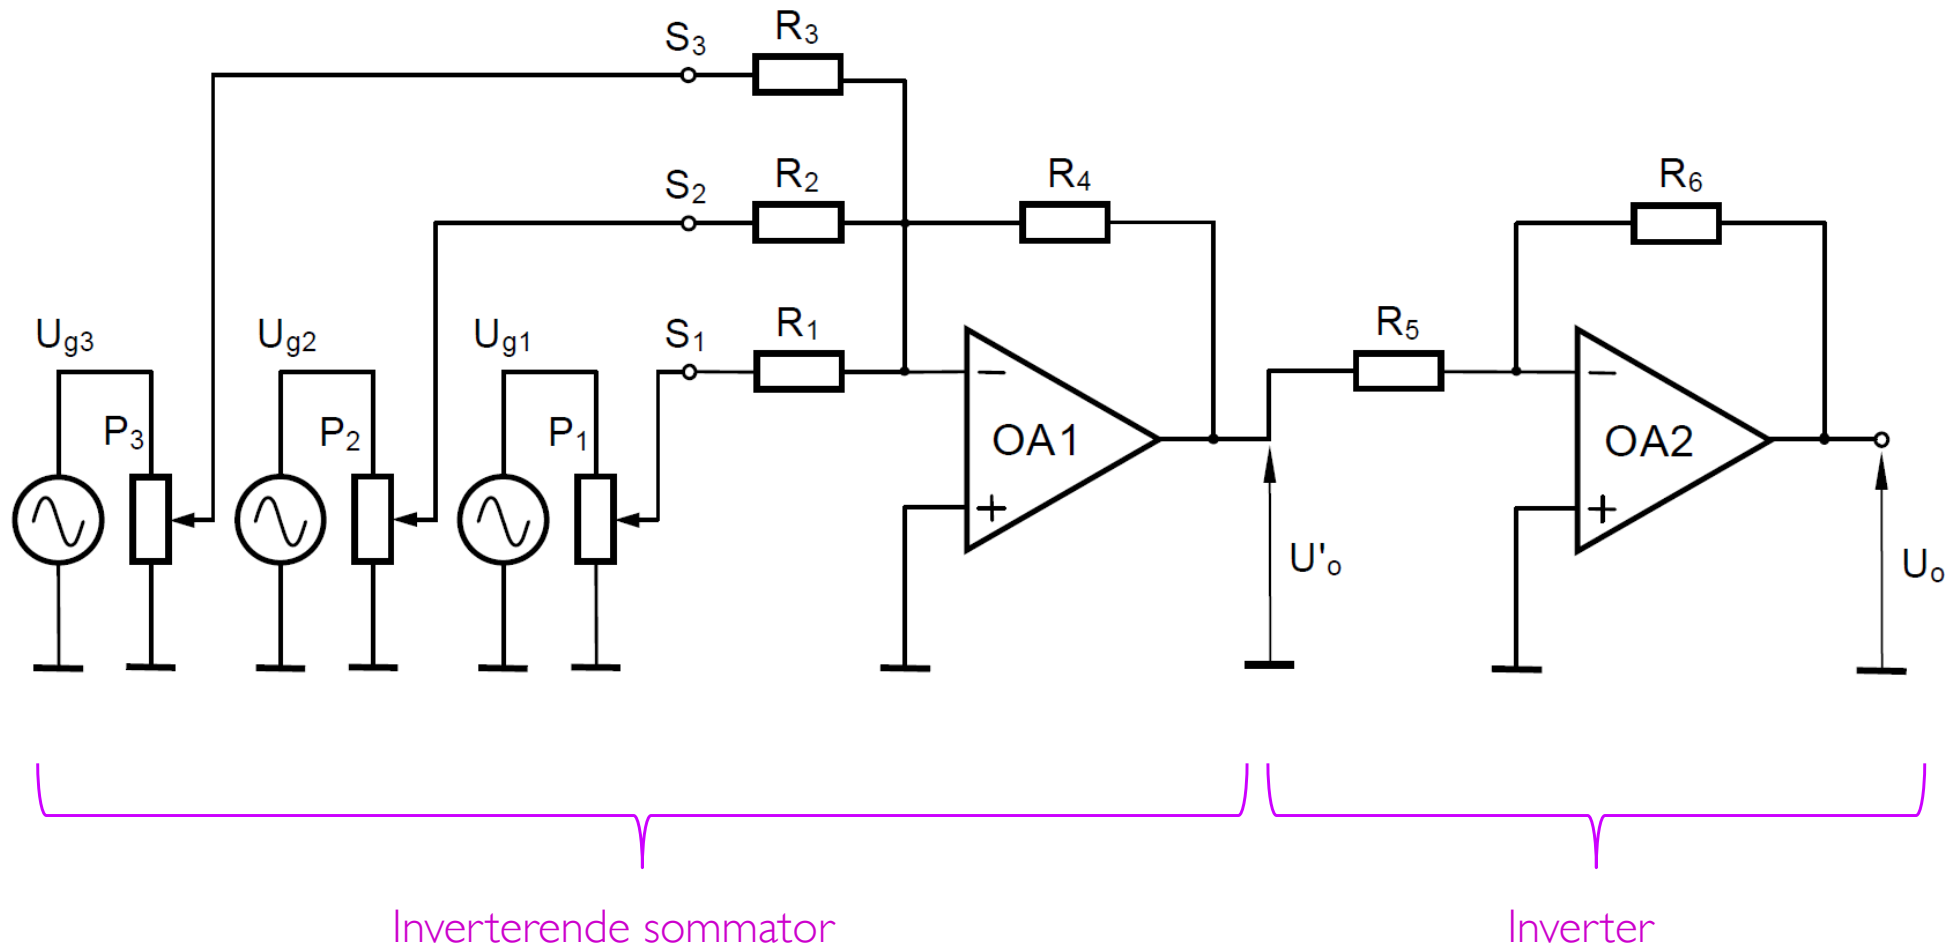 S₃
R₃
S₂
R₂
R₄
R₆
Ug3
Ug2
Ug1
S₁
R₁
R₅
P₃
P₂
P₁
−
OA1
+
−
OA2
+
U'o
Uo
Inverterende sommator
Inverter